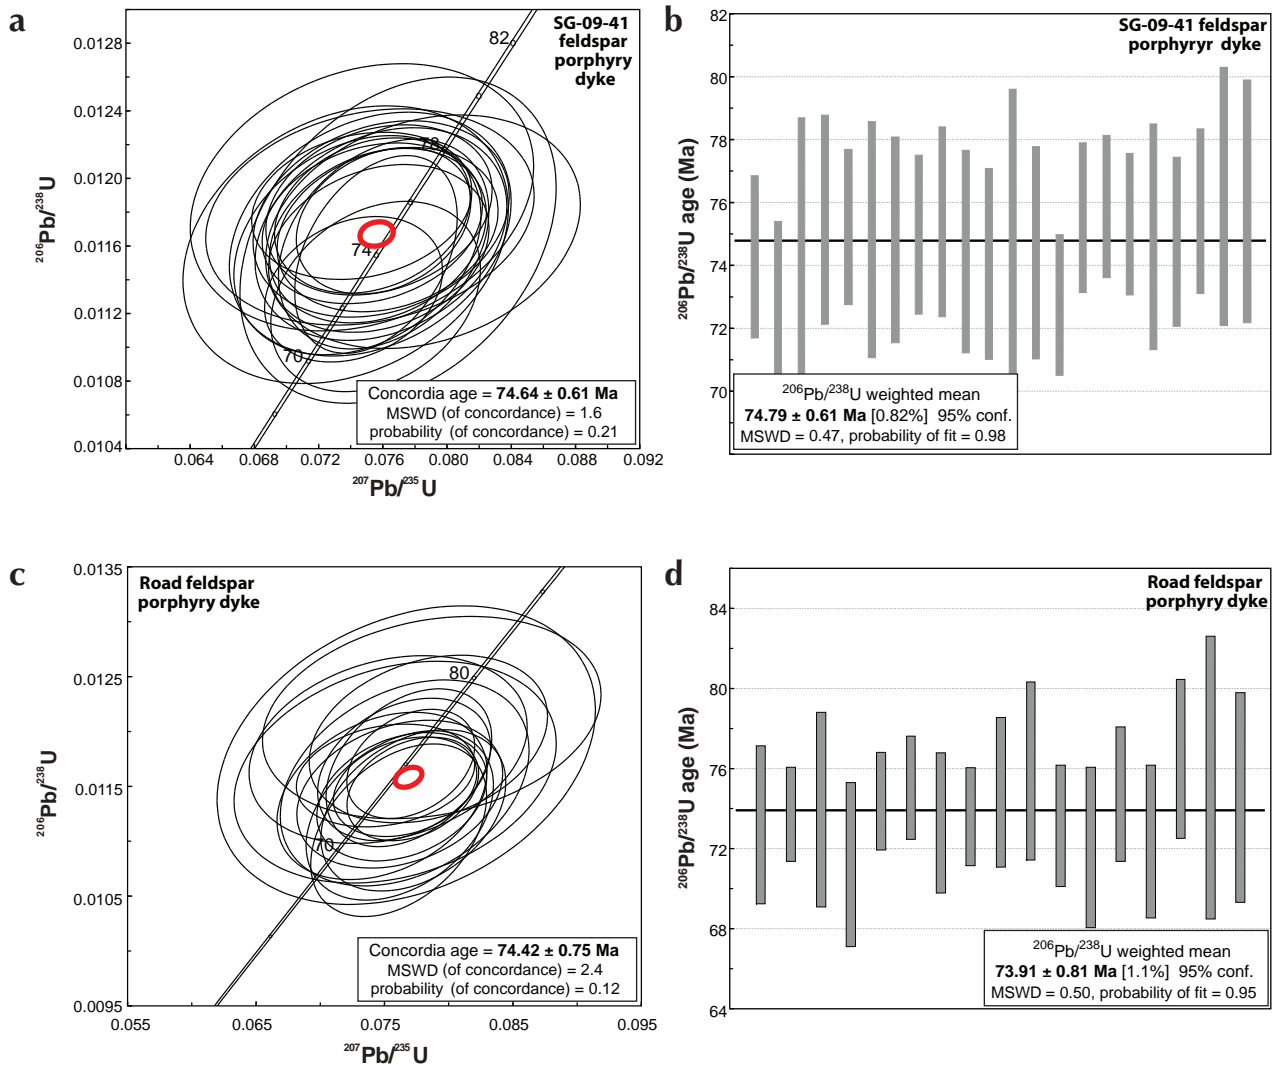 a
SG-09-41
feldspar
porphyry
dyke
0.0128
0.0124
0.0120
0.0116
0.0112
0.0108
0.0104
206Pb/238U
82
78
74
70
Concordia age = 74.64 ± 0.61 Ma
MSWD (of concordance) = 1.6
probability (of concordance) = 0.21
0.064 0.068 0.072 0.076 0.080 0.084 0.088 0.092
207Pb/235U
b
SG-09-41 feldspar
porphyryr dyke
82
80
78
76
74
72
70
206Pb/238U age (Ma)
206Pb/238U weighted mean
74.79 ± 0.61 Ma [0.82%] 95% conf.
MSWD = 0.47, probability of fit = 0.98
c
Road feldspar
porphyry dyke
0.0135
0.0125
0.0115
0.0105
0.0095
206Pb/238U
80
70
Concordia age = 74.42 ± 0.75 Ma
MSWD (of concordance) = 2.4
probability (of concordance) = 0.12
0.055 0.065 0.075 0.085 0.095
207Pb/235U
d
Road feldspar
porphyry dyke
84
80
76
72
68
64
206Pb/238U age (Ma)
206Pb/238U weighted mean
73.91 ± 0.81 Ma [1.1%] 95% conf.
MSWD = 0.50, probability of fit = 0.95